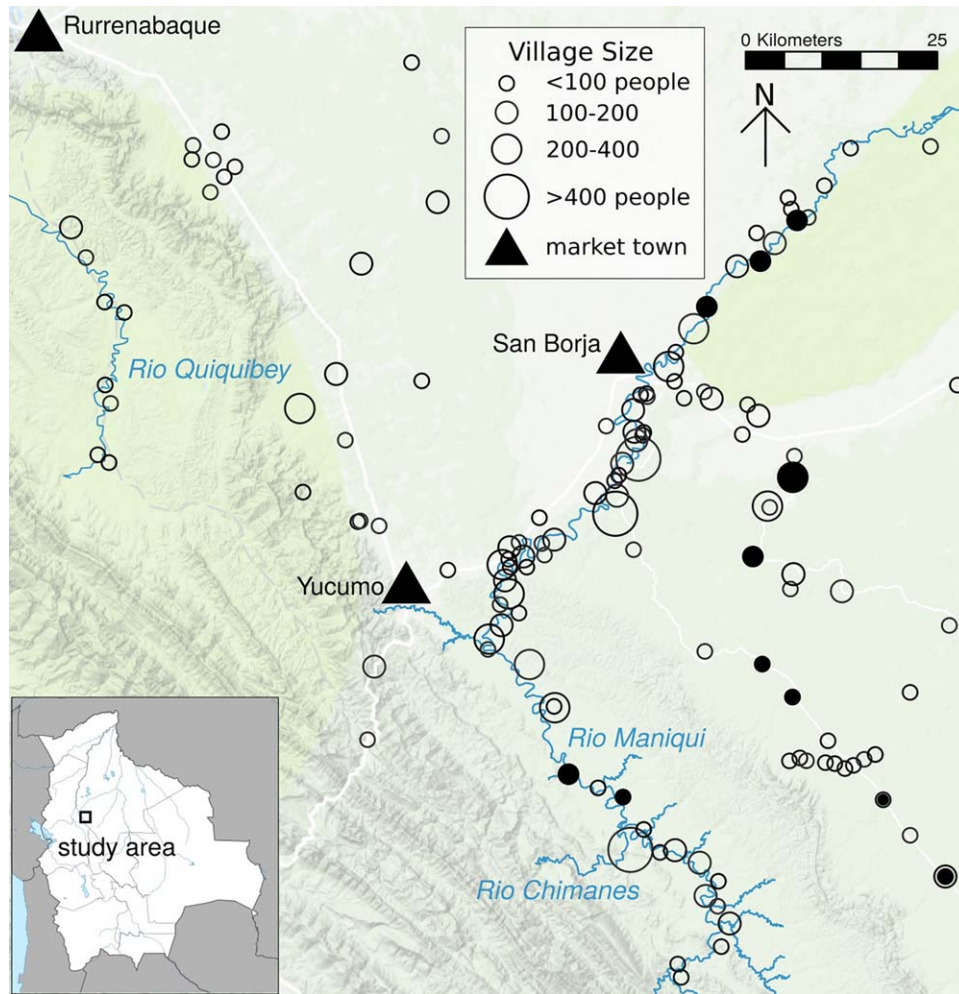 Rurrenabaque
Village Size
<100 people
100-200
200-400
>400 people
market town
0 Kilometers 25
N
San Borja
Rio Quiquibey
Yucumo
Rio Maniqui
Rio Chimanes
study area